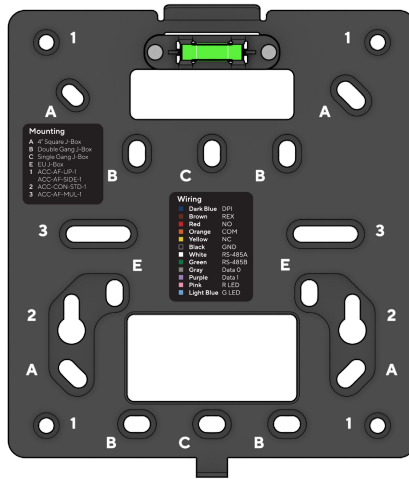 1 1
A A
Mounting
A 4" Square J-Box
B Double Gang J-Box
C Single Gang J-Box
E EU J-Box
1 ACC-AF-UP-1
ACC-AF-SIDE-1
2 ACC-CON-STD-1
3 ACC-AF-MUL-1
B C B
Wiring
Dark Blue DPI
Brown REX
Red NO
Orange COM
Yellow NC
Black GND
White RS-485A
Green RS-485B
Gray Data 0
Purple Data 1
Pink R LED
Light Blue G LED
3 3
E E
2 2
A A
1 1
B C B